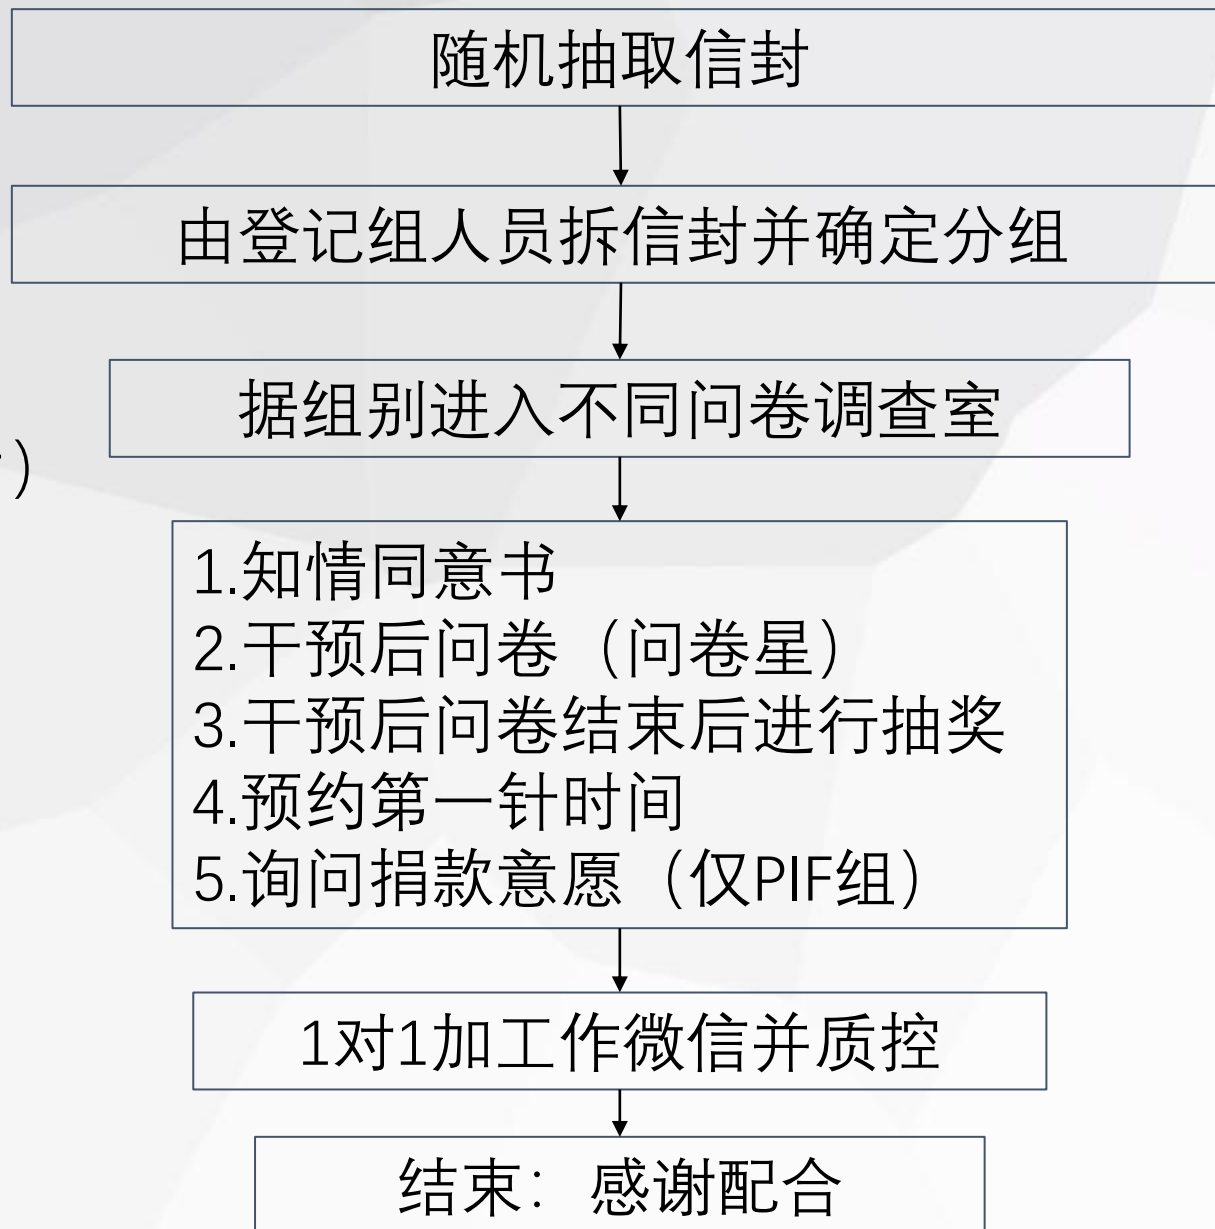 随机抽取信封
由登记组人员拆信封并确定分组
据组别进入不同问卷调查室
）
1.知情同意书
2.干预后问卷（问卷星）
3.干预后问卷结束后进行抽奖
4.预约第一针时间
5.询问捐款意愿（仅PIF组）
1对1加工作微信并质控
结束：感谢配合